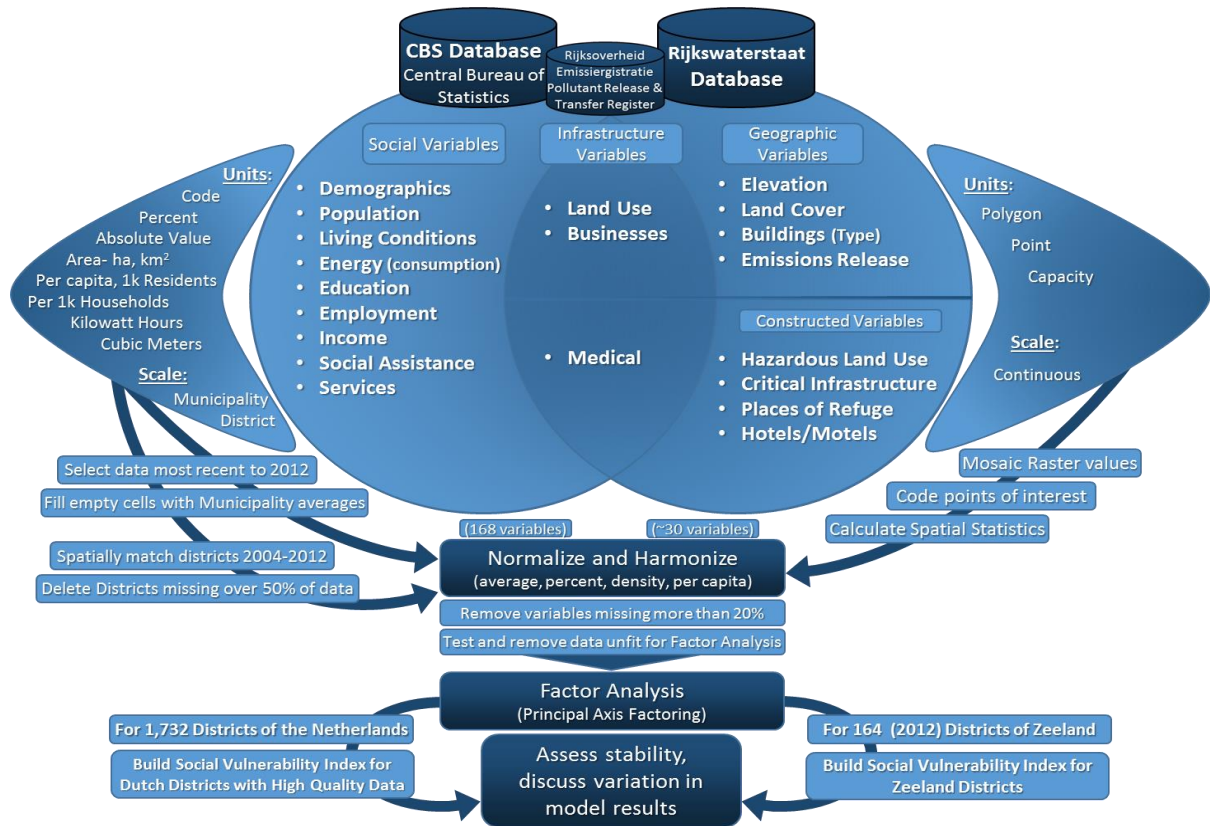 CBS Database
Central Bureau of
Statistics
Rijksoverheid
Emissiergistratie
Pollutant Release &
Transfer Register
Rijkswaterstaat
Database
Social Variables
Infrastructure
Variables
Geographic
Variables
Units:
Code
Percent
Absolute Value
Area- ha, km²
Per capita, 1k Residents
Per 1k Households
Kilowatt Hours
Cubic Meters
Scale:
Municipality
District
• Demographics
• Population
• Living Conditions
• Energy (consumption)
• Education
• Employment
• Income
• Social Assistance
• Services
• Land Use
• Businesses
• Medical
• Elevation
• Land Cover
• Buildings (Type)
• Emissions Release
Constructed Variables
• Hazardous Land Use
• Critical Infrastructure
• Places of Refuge
• Hotels/Motels
Units:
Polygon
Point
Capacity
Scale:
Continuous
Select data most recent to 2012
Fill empty cells with Municipality averages
Spatially match districts 2004-2012
Delete Districts missing over 50% of data
Mosaic Raster values
Code points of interest
Calculate Spatial Statistics
(168 variables)
(~30 variables)
Normalize and Harmonize
(average, percent, density, per capita)
Remove variables missing more than 20%
Test and remove data unfit for Factor Analysis
Factor Analysis
(Principal Axis Factoring)
For 1,732 Districts of the Netherlands
Build Social Vulnerability Index for
Dutch Districts with High Quality Data
For 164 (2012) Districts of Zeeland
Build Social Vulnerability Index for
Zeeland Districts
Assess stability,
discuss variation in
model results